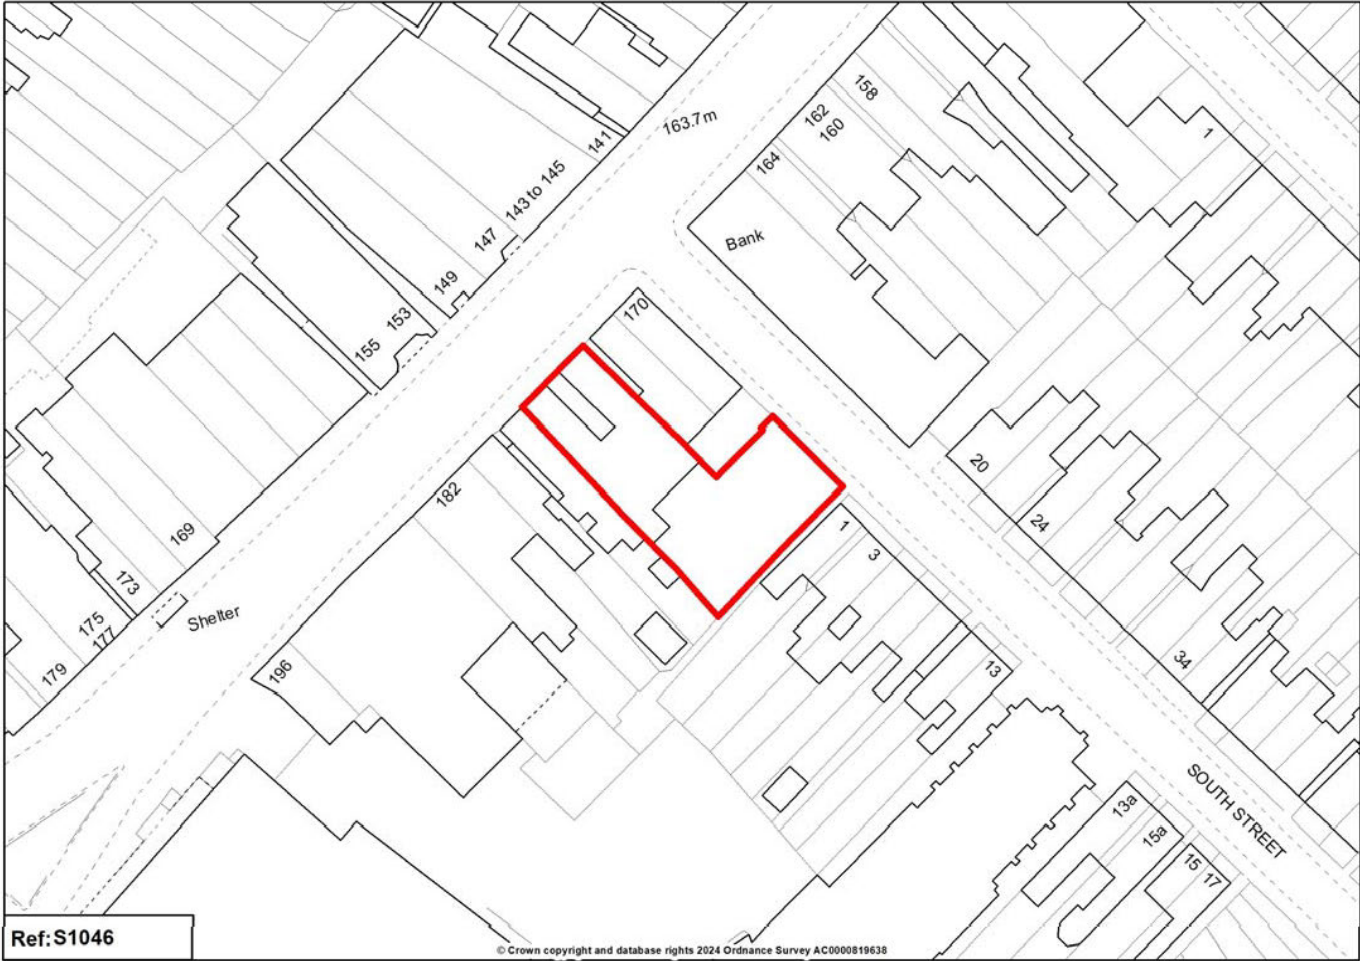 158
162
160
164
1
163.7m
141
143 to 145
147
149
153
155
Bank
170
182
169
173
175
177
179
Shelter
196
20
24
34
1
3
13
SOUTH STREET
13a
15a
15
17
Ref: S1046
© Crown copyright and database rights 2024 Ordnance Survey AC0000819638